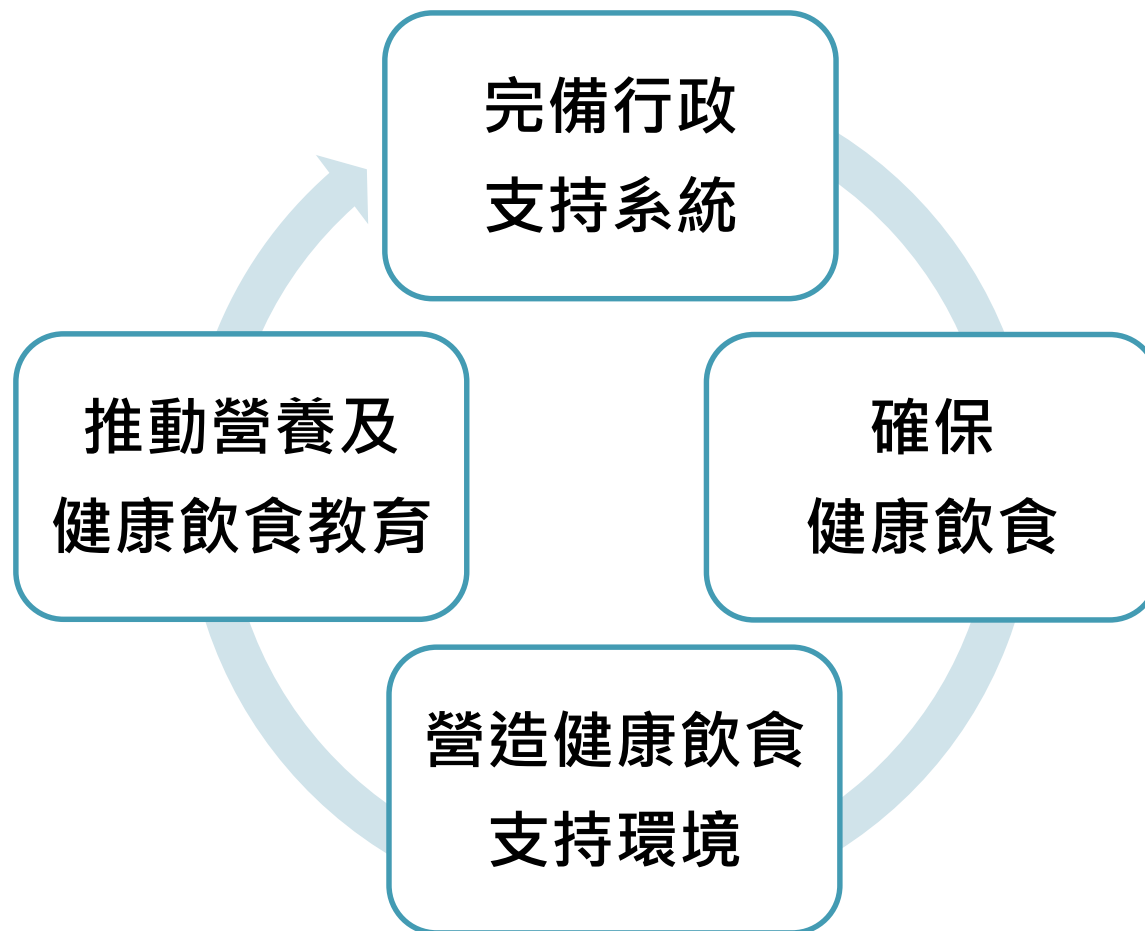 完備行政
支持系統
確保
健康飲食
營造健康飲食
支持環境
推動營養及
健康飲食教育